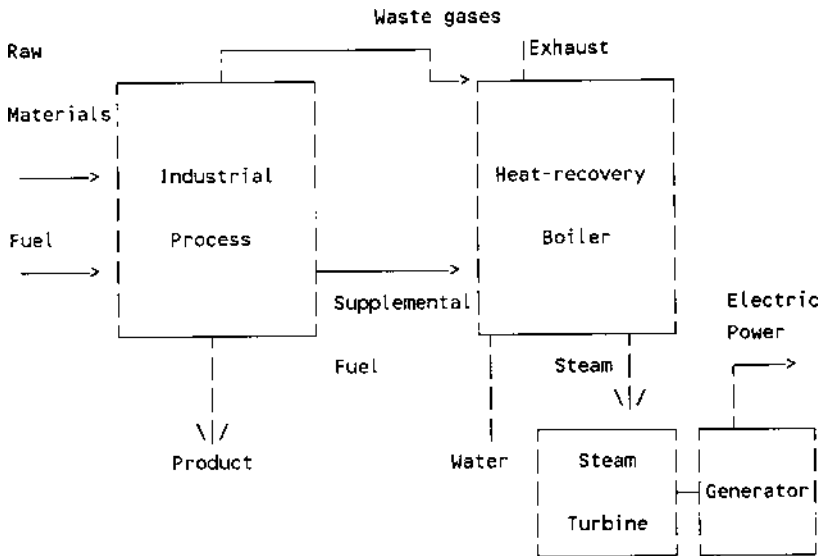 Waste gases
Raw
Exhaust
Materials
Industrial
Heat-recovery
Fuel
Process
Boiler
Supplemental
Electric
Power
Fuel
Steam
Product
Water
Steam
Generator
Turbine